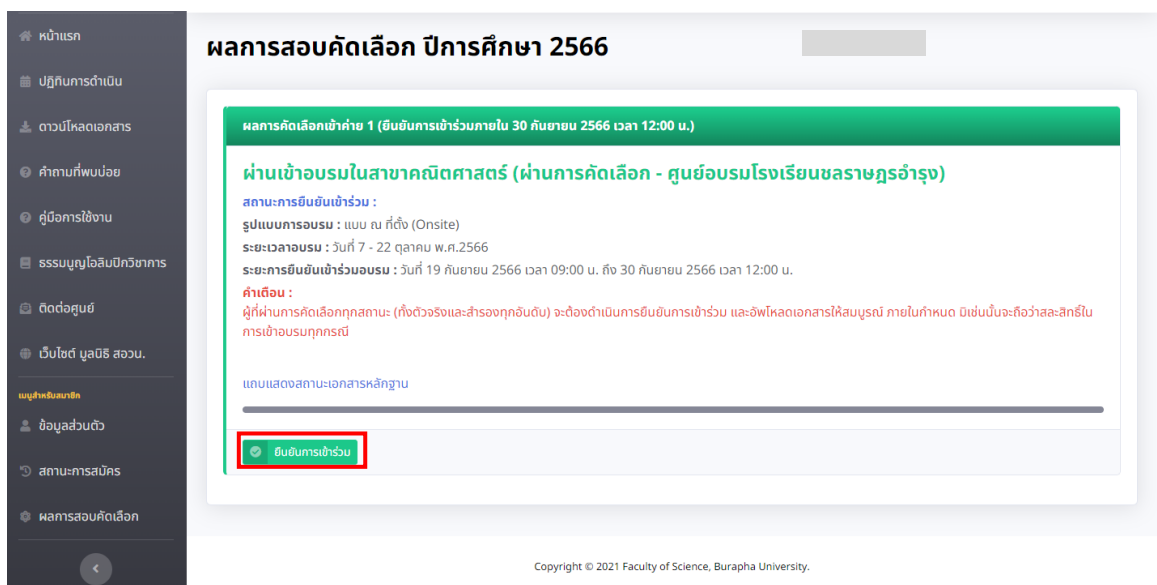 หน้าแรก
ปฏิทินการดำเนิน
ดาวน์โหลดเอกสาร
คำถามที่พบบ่อย
คู่มือการใช้งาน
ธรรมนูญโอลิมปิกวิชาการ
ติดต่อศูนย์
เว็บไซต์ มูลนิธิ สอวน.
เมนูสำหรับสมาชิก
ข้อมูลส่วนตัว
สถานะการสมัคร
ผลการสอบคัดเลือก
ผลการสอบคัดเลือก ปีการศึกษา 2566
ผลการคัดเลือกเข้าค่าย 1 (ยืนยันการเข้าร่วมภายใน 30 กันยายน 2566 เวลา 12:00 น.)
ผ่านเข้าอบรมในสาขาคณิตศาสตร์ (ผ่านการคัดเลือก - ศูนย์อบรมโรงเรียนชลราษฎรอำรุง)
สถานะการยืนยันเข้าร่วม :
รูปแบบการอบรม : แบบ ณ ที่ตั้ง (Onsite)
ระยะเวลาอบรม : วันที่ 7 - 22 ตุลาคม พ.ศ.2566
ระยะการยืนยันเข้าร่วมอบรม : วันที่ 19 กันยายน 2566 เวลา 09:00 น. ถึง 30 กันยายน 2566 เวลา 12:00 น.
คำเตือน :
ผู้ที่ผ่านการคัดเลือกทุกสถานะ (ทั้งตัวจริงและสำรองทุกอันดับ) จะต้องดำเนินการยืนยันการเข้าร่วม และอัพโหลดเอกสารให้สมบูรณ์ ภายในกำหนด มิเช่นนั้นจะถือว่าสละสิทธิ์ใน
การเข้าอบรมทุกกรณี
แถบแสดงสถานะเอกสารหลักฐาน
ยืนยันการเข้าร่วม
Copyright © 2021 Faculty of Science, Burapha University.